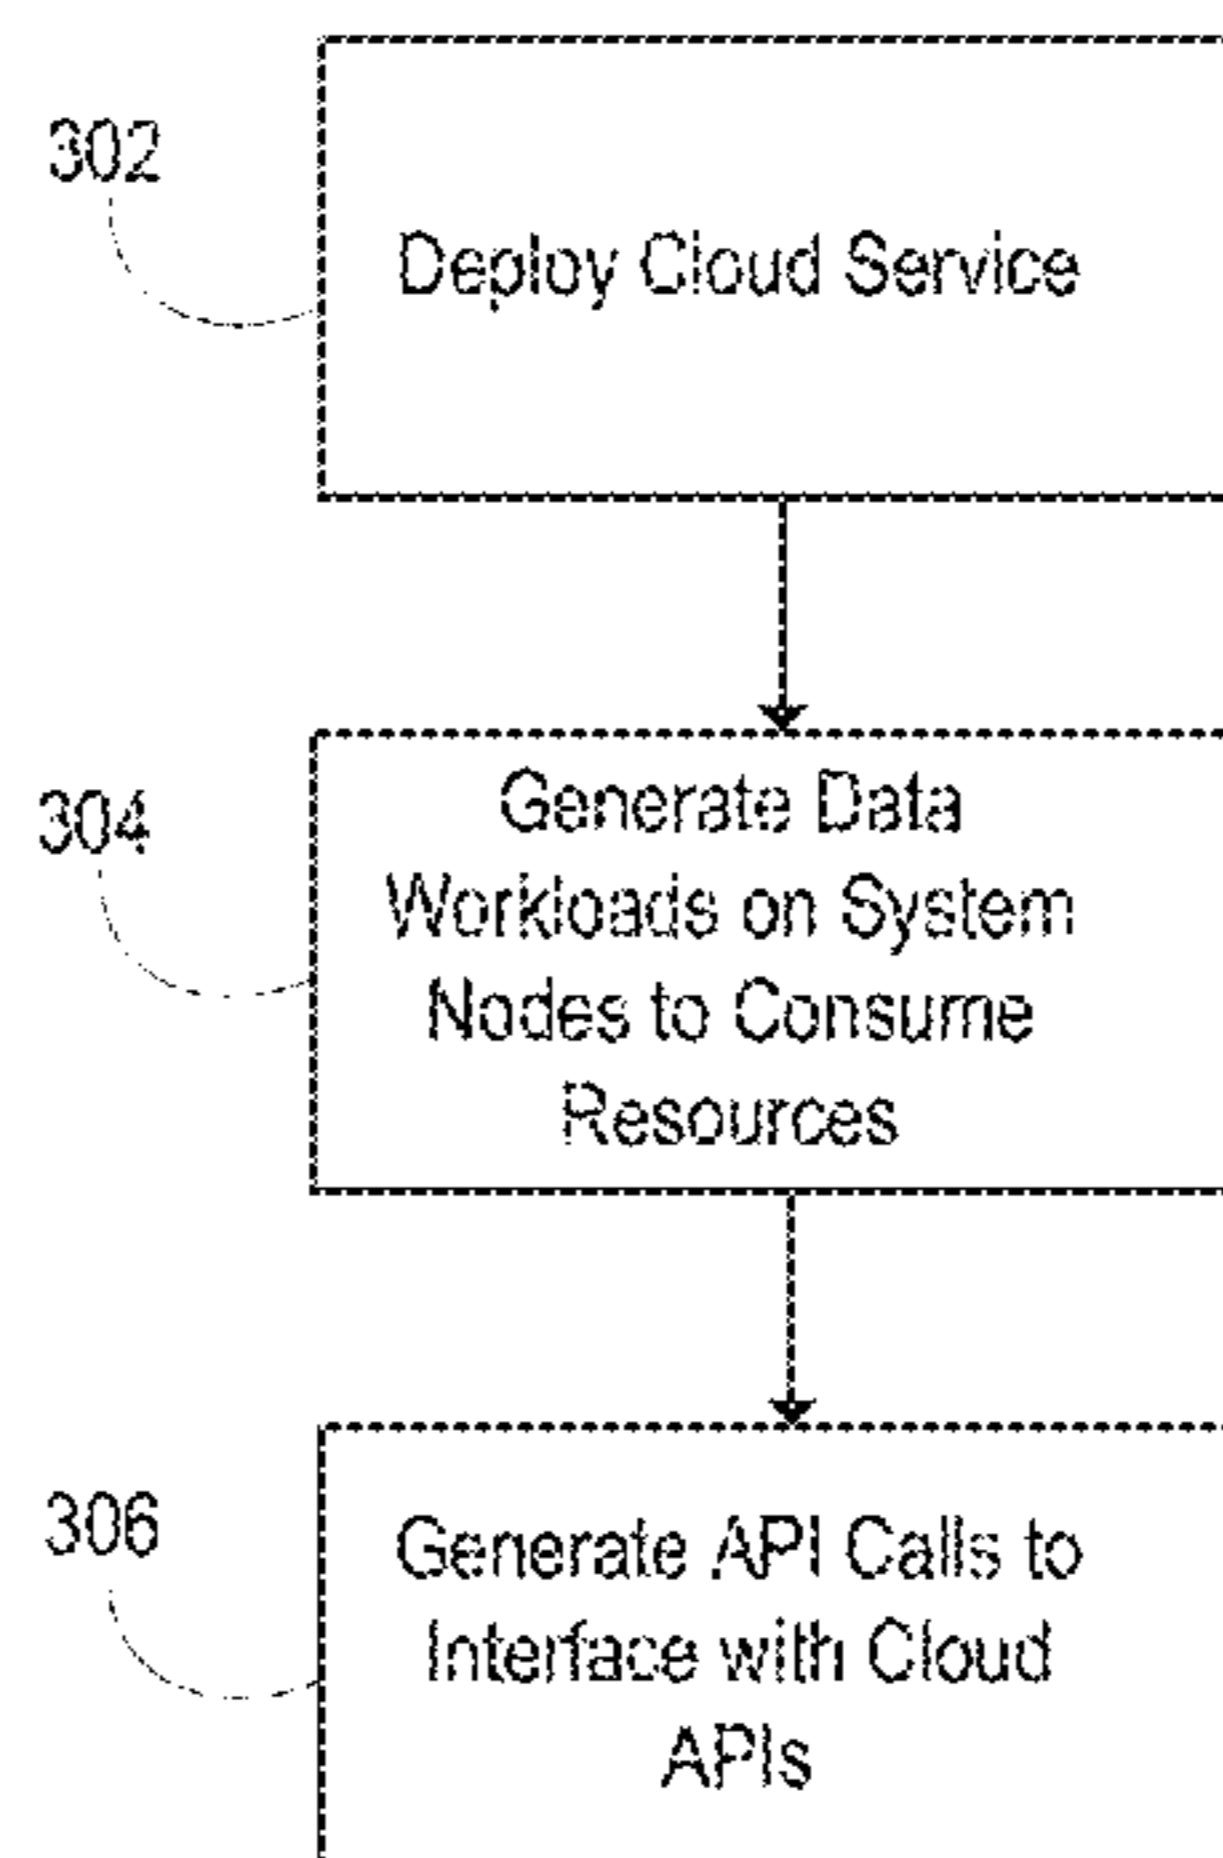 302
Deploy Cloud Service
304
Generate Data
Workloads on System
Nodes to Consume
Resources
306
Generate API Calls to
Interface with Cloud
APIs